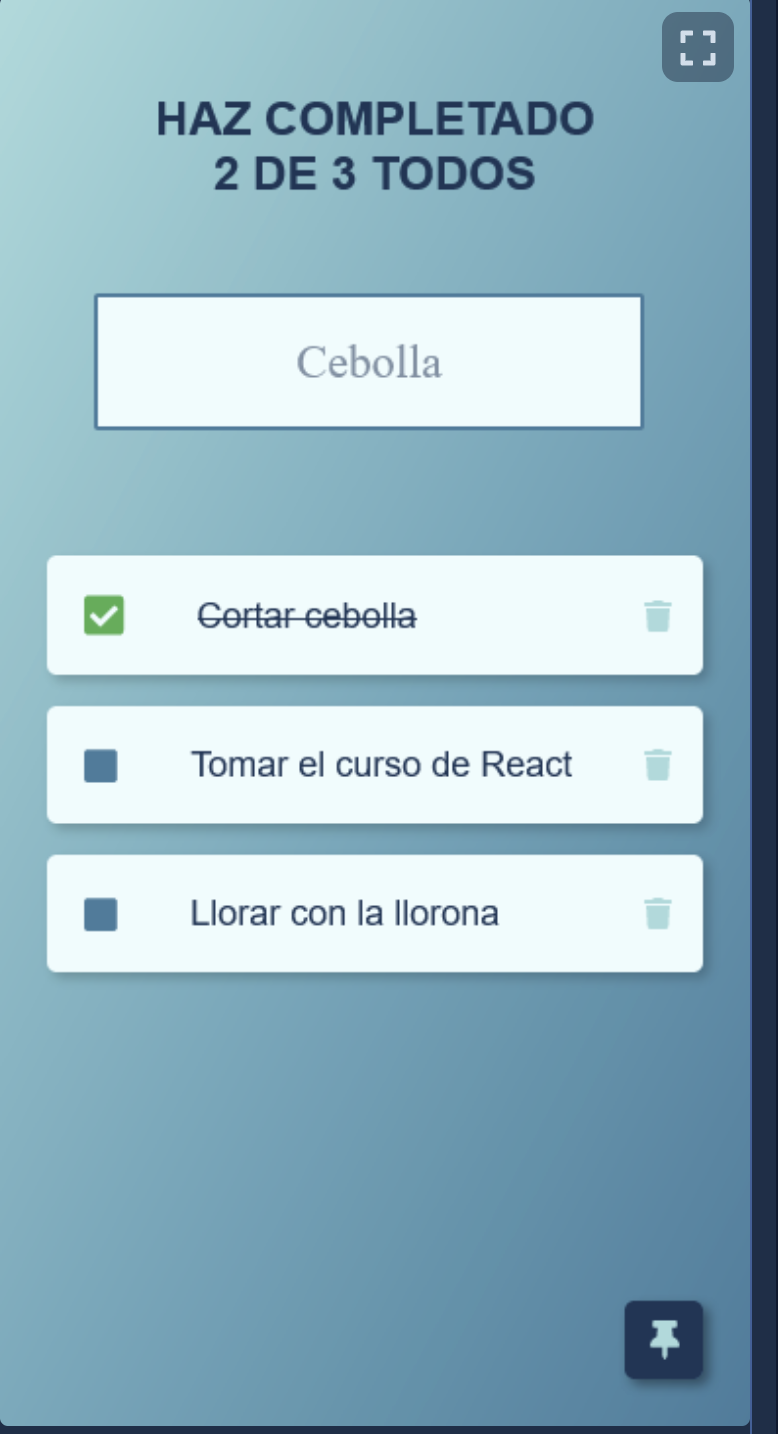 HAZ COMPLETADO
2 DE 3 TODOS
Cebolla
Cortar cebolla
Tomar el curso de React
Llorar con la llorona